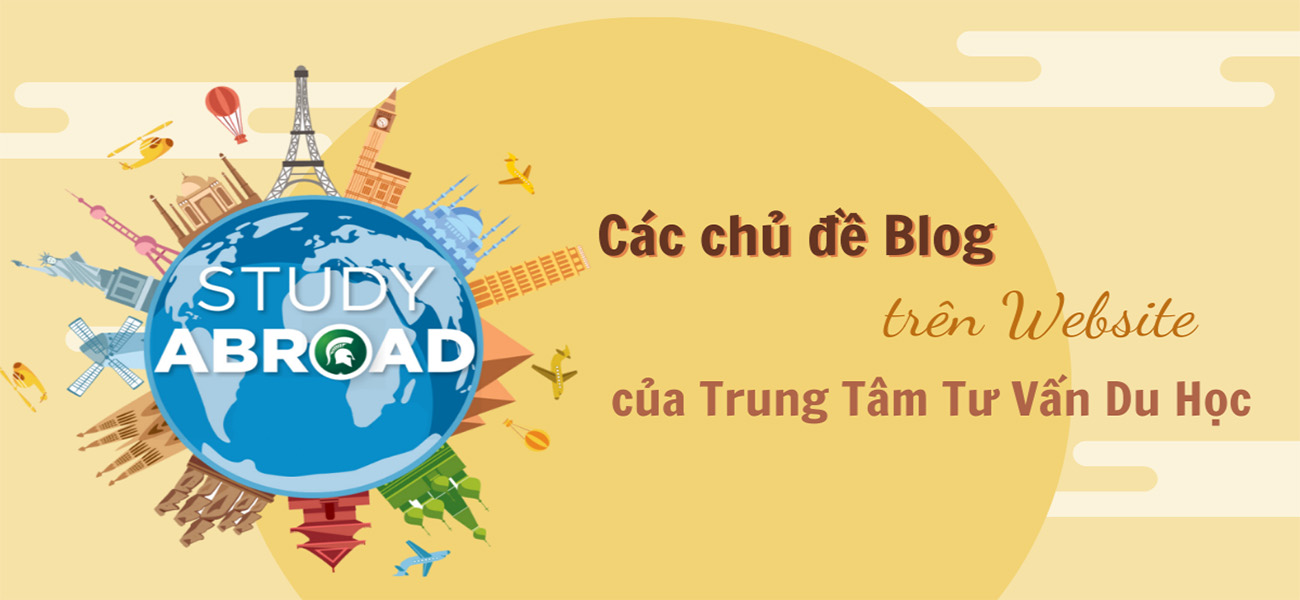 STUDY
ABROAD
Các chủ đề Blog
trên Website
của Trung Tâm Tư Vấn Du Học